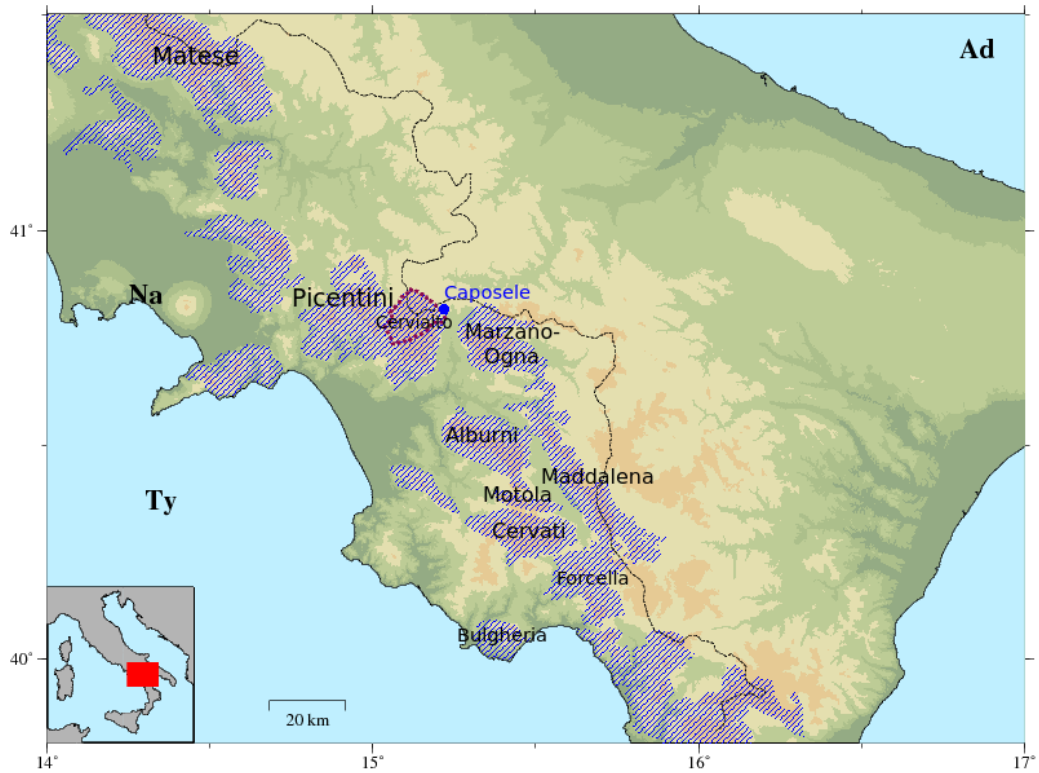 Ad
Matese
41°
Na
Picentini
Caposele
Cervialto
Marzano-
Ogna
Alburni
Maddalena
Motola
Ty
Cervati
Forcella
Bulgheria
40°
20 km
14°
15°
16°
17°